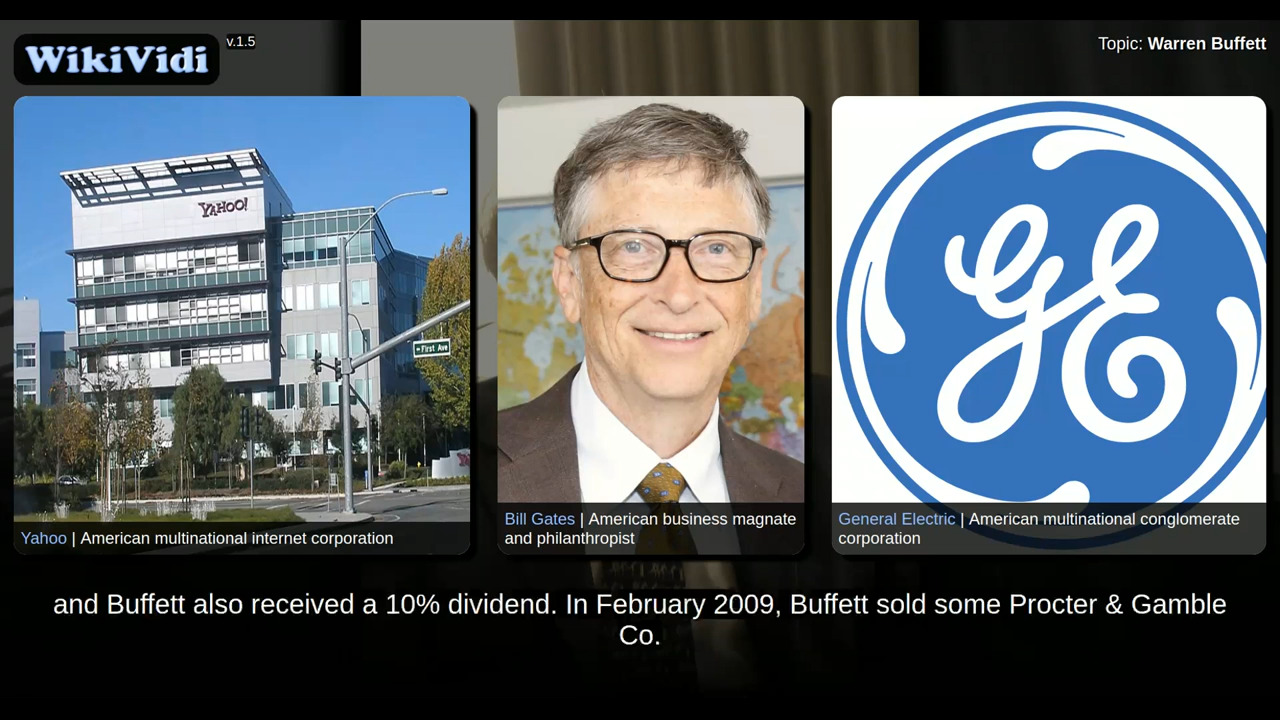 WikiVidi
v.1.5
Topic: Warren Buffett
YAHOO!
First Ave
GE
Yahoo | American multinational internet corporation
Bill Gates | American business magnate
and philanthropist
General Electric | American multinational conglomerate
corporation
and Buffett also received a 10% dividend. In February 2009, Buffett sold some Procter & Gamble
Co.